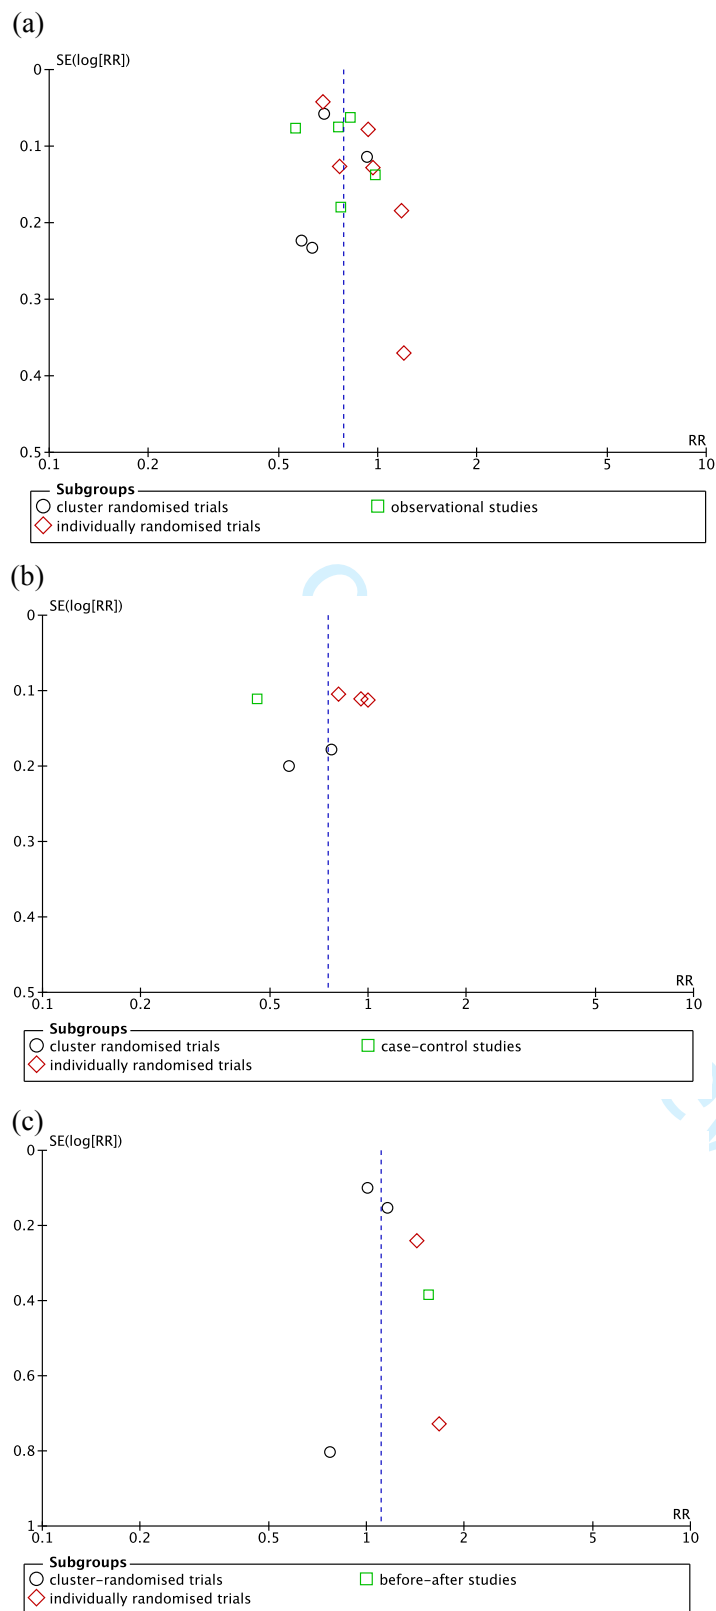 (a)
SE(log[RR])
0
0.1
0.2
0.3
0.4
0.5
RR
0.1 0.2 0.5 1 2 5 10
Subgroups
cluster randomised trials observational studies
individually randomised trials
(b)
SE(log[RR])
0
0.1
0.2
0.3
0.4
0.5
RR
0.1 0.2 0.5 1 2 5 10
Subgroups
cluster randomised trials case-control studies
individually randomised trials
(c)
SE(log[RR])
0
0.2
0.4
0.6
0.8
1
RR
0.1 0.2 0.5 1 2 5 10
Subgroups
cluster-randomised trials before-after studies
individually randomised trials